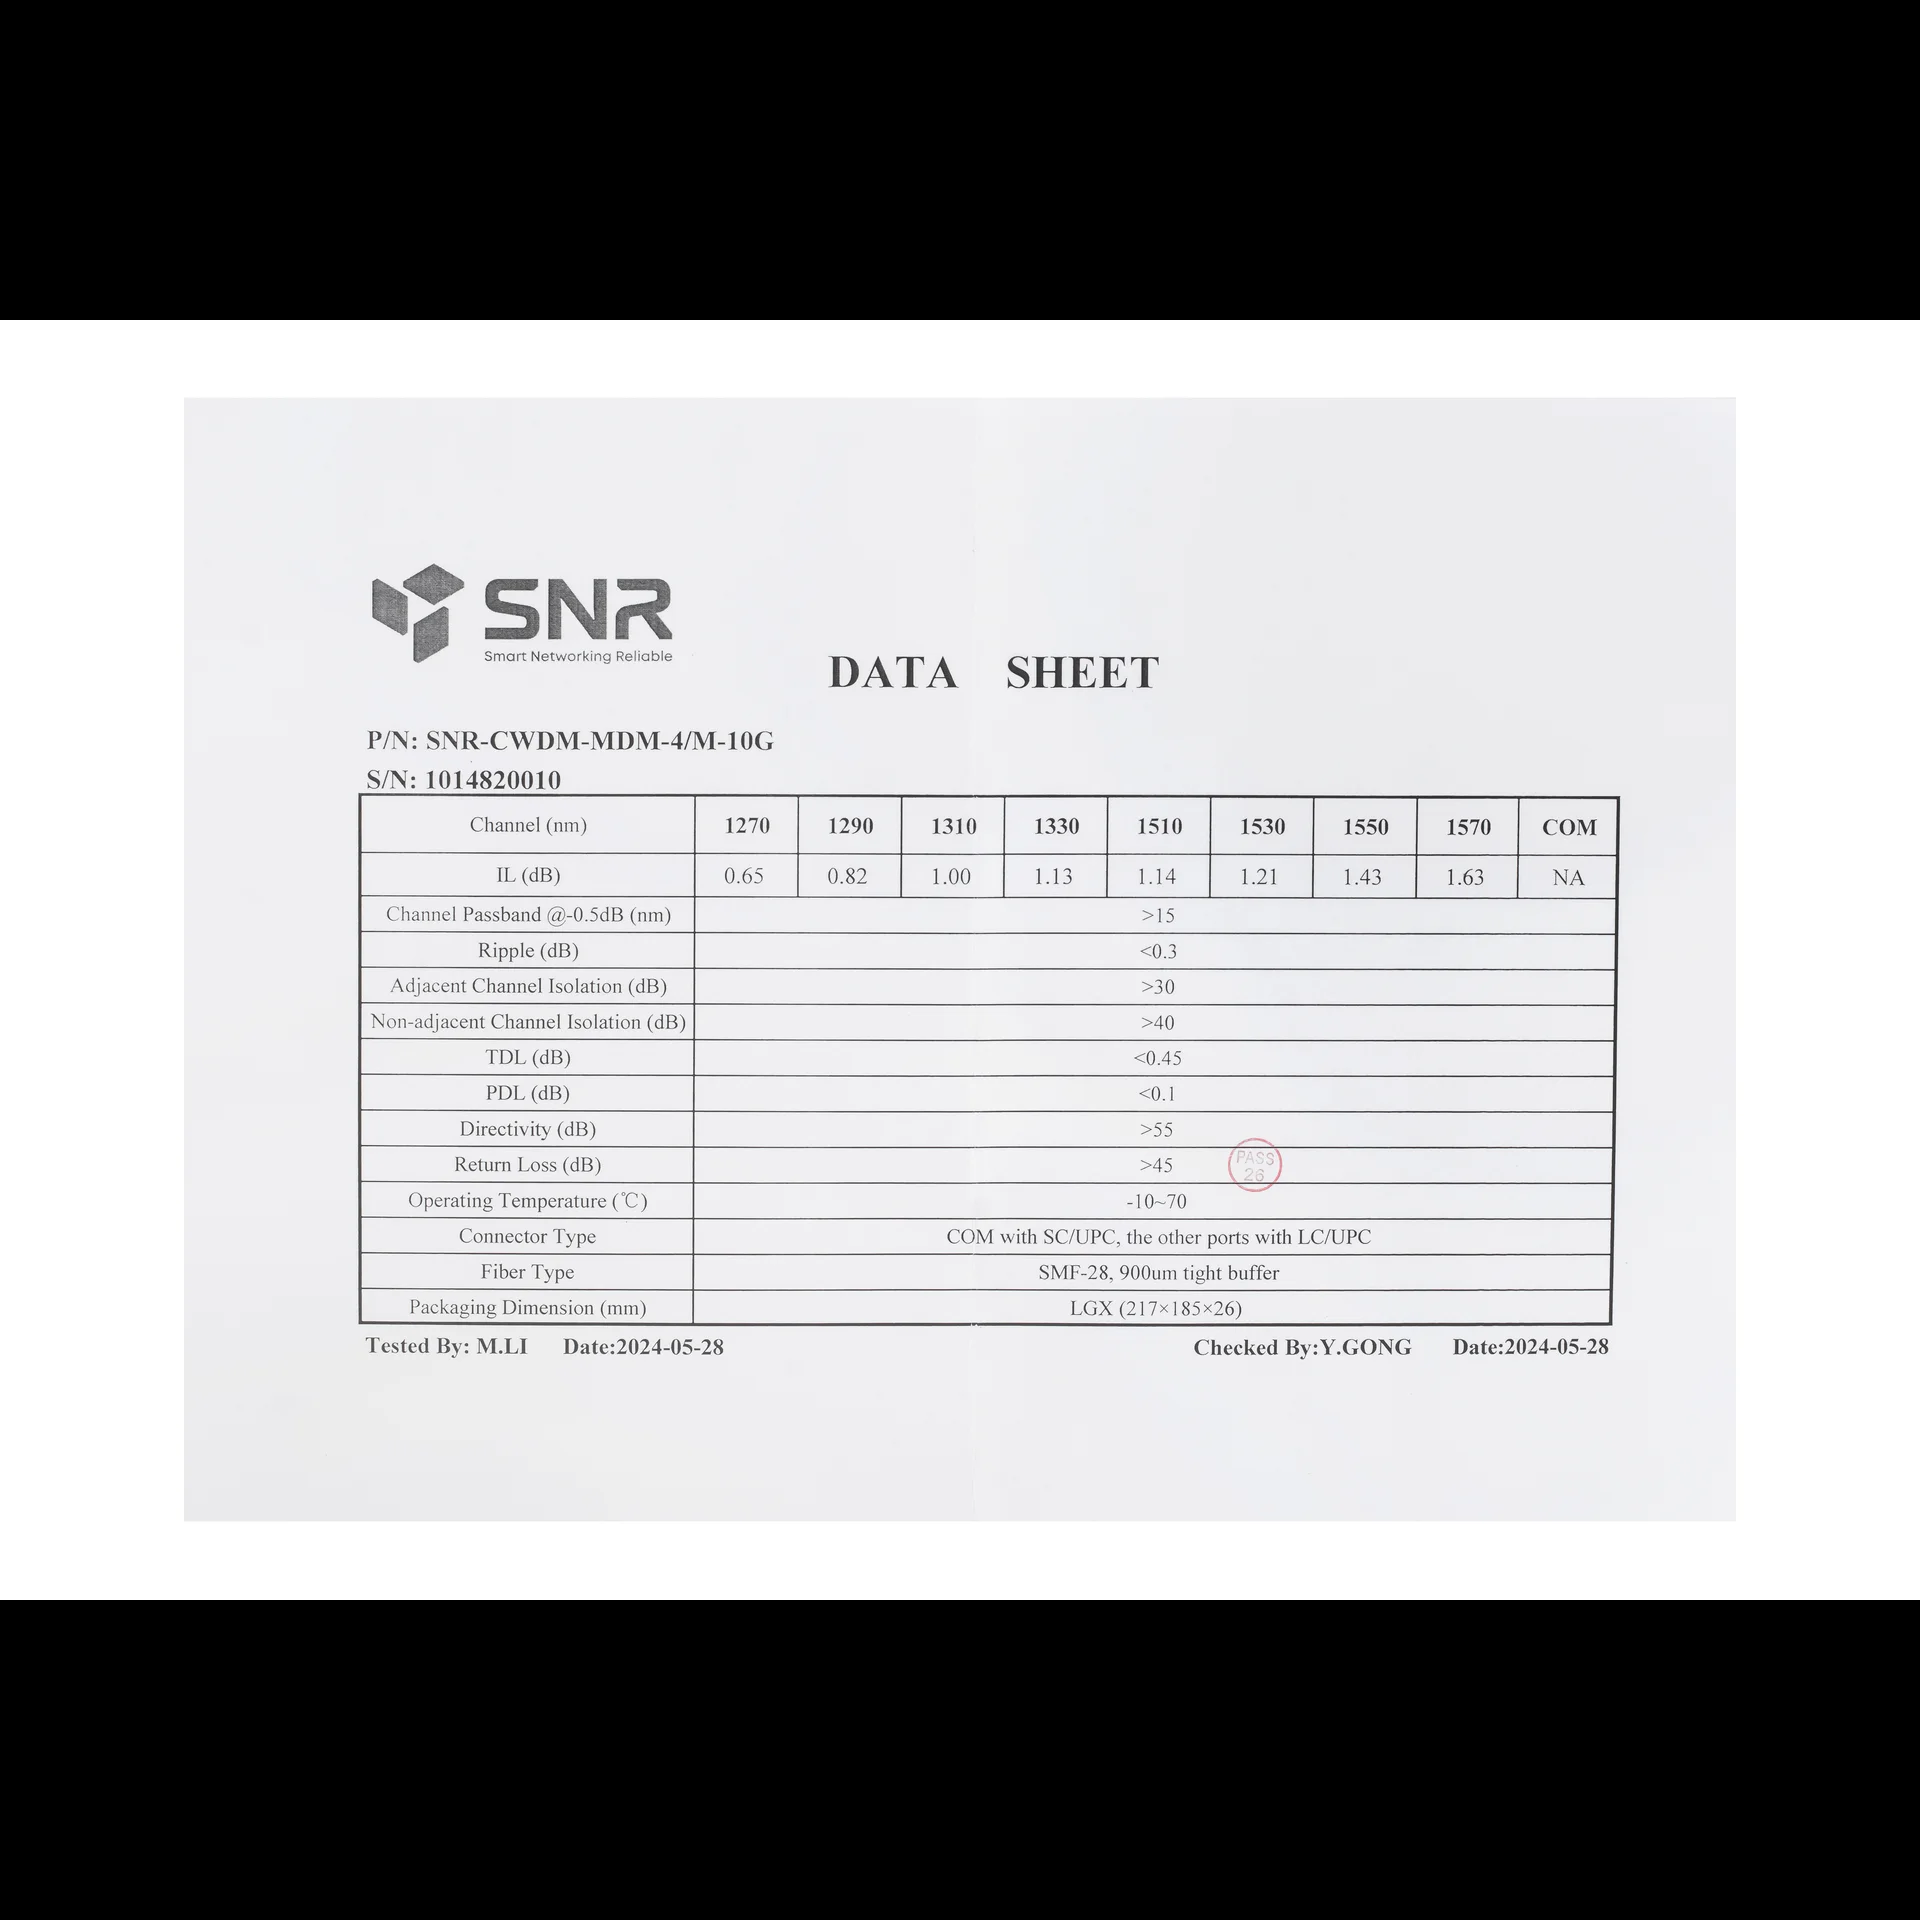 SNR
Smart Networking Reliable
DATA SHEET
P/N: SNR-CWDM-MDM-4/M-10G
S/N: 1014820010
Channel (nm) 1270 1290 1310 1330 1510 1530 1550 1570 COM
IL (dB) 0.65 0.82 1.00 1.13 1.14 1.21 1.43 1.63 NA
Channel Passband @-0.5dB (nm) >15
Ripple (dB) <0.3
Adjacent Channel Isolation (dB) >30
Non-adjacent Channel Isolation (dB) >40
TDL (dB) <0.45
PDL (dB) <0.1
Directivity (dB) >55
Return Loss (dB) >45
PASS
26
Operating Temperature (℃) -10~70
Connector Type COM with SC/UPC, the other ports with LC/UPC
Fiber Type SMF-28, 900um tight buffer
Packaging Dimension (mm) LGX (217×185×26)
Tested By: M.LI Date:2024-05-28 Checked By:Y.GONG Date:2024-05-28